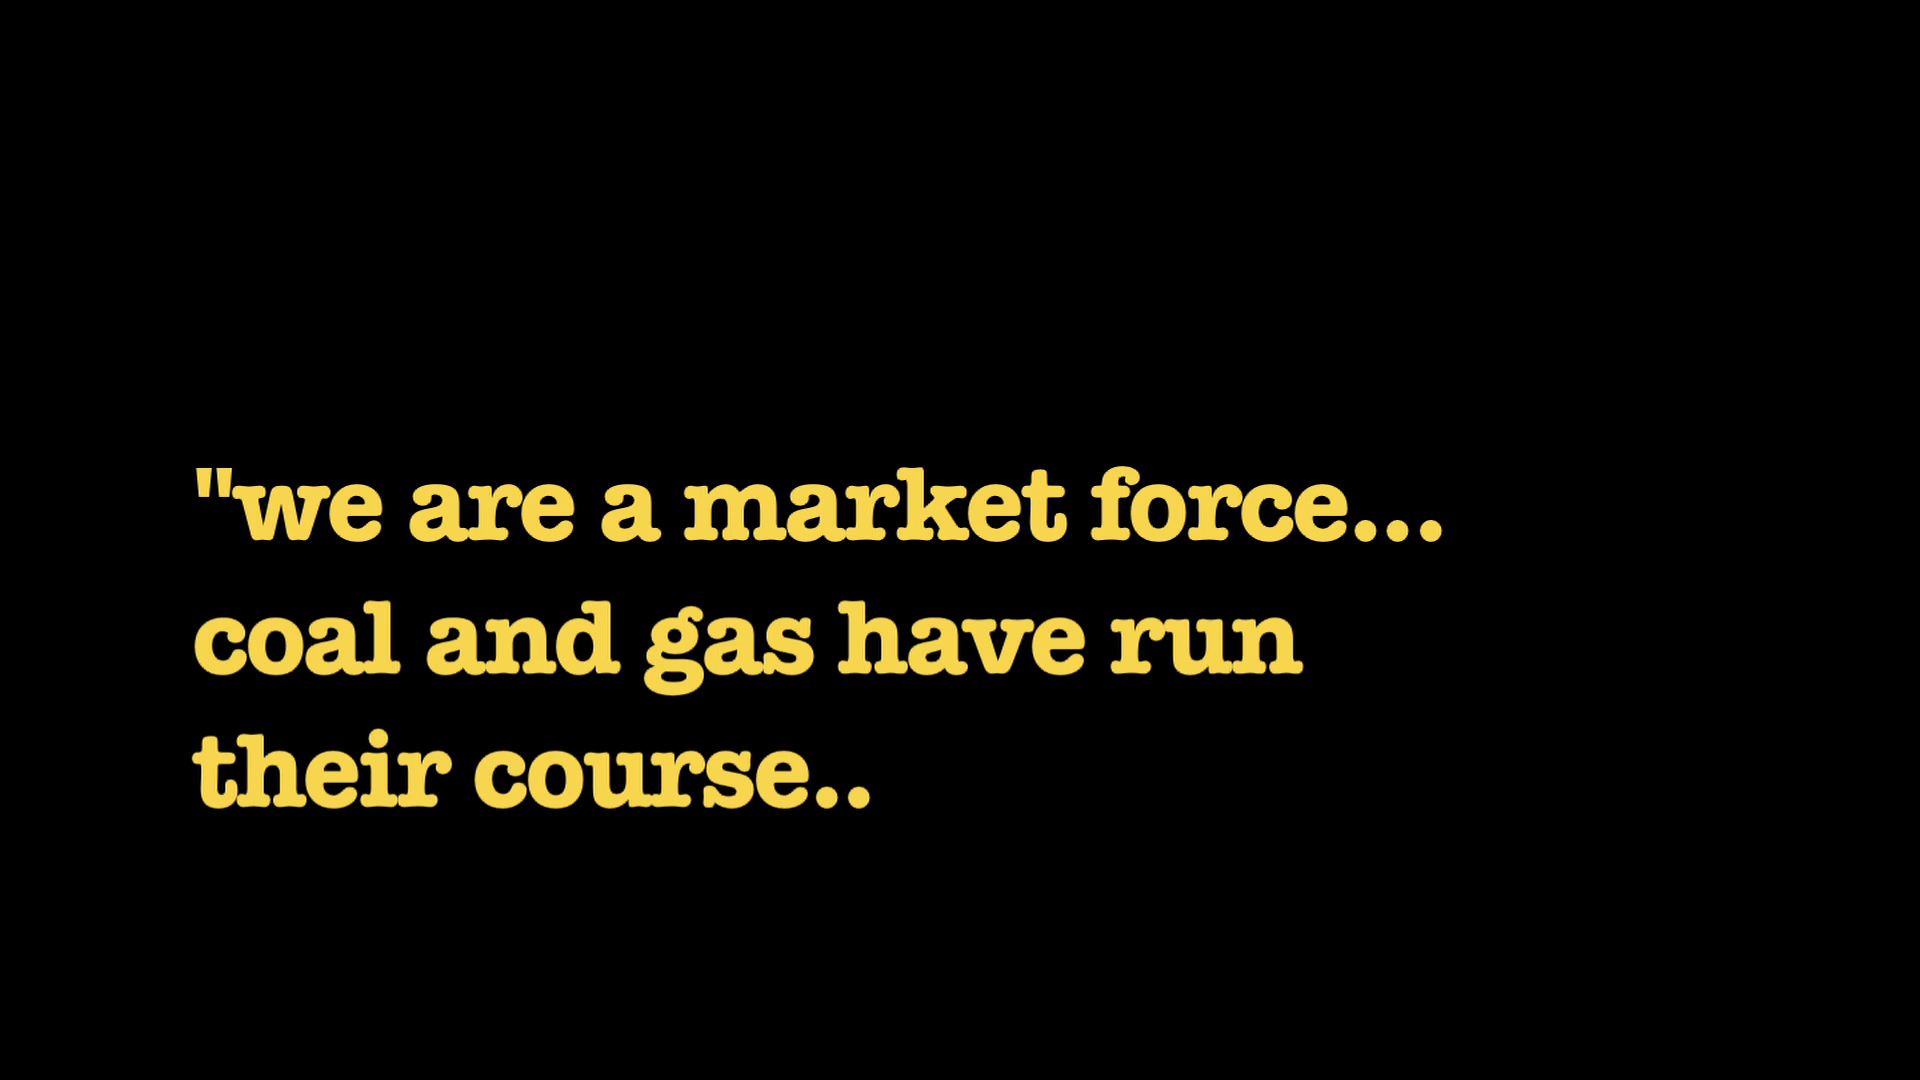 "we are a market force...
coal and gas have run
their course..